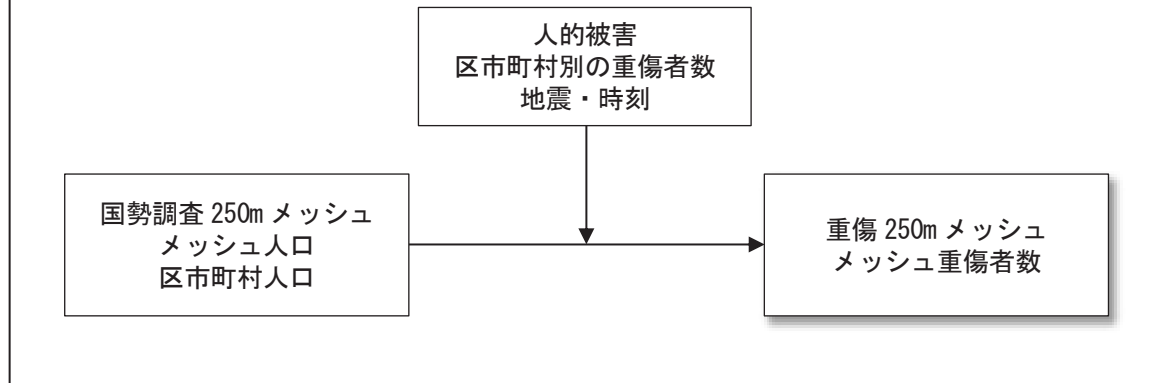 人的被害
区市町村別の重傷者数
地震・時刻
国勢調査 250m メッシュ
メッシュ人口
区市町村人口
重傷 250m メッシュ
メッシュ重傷者数